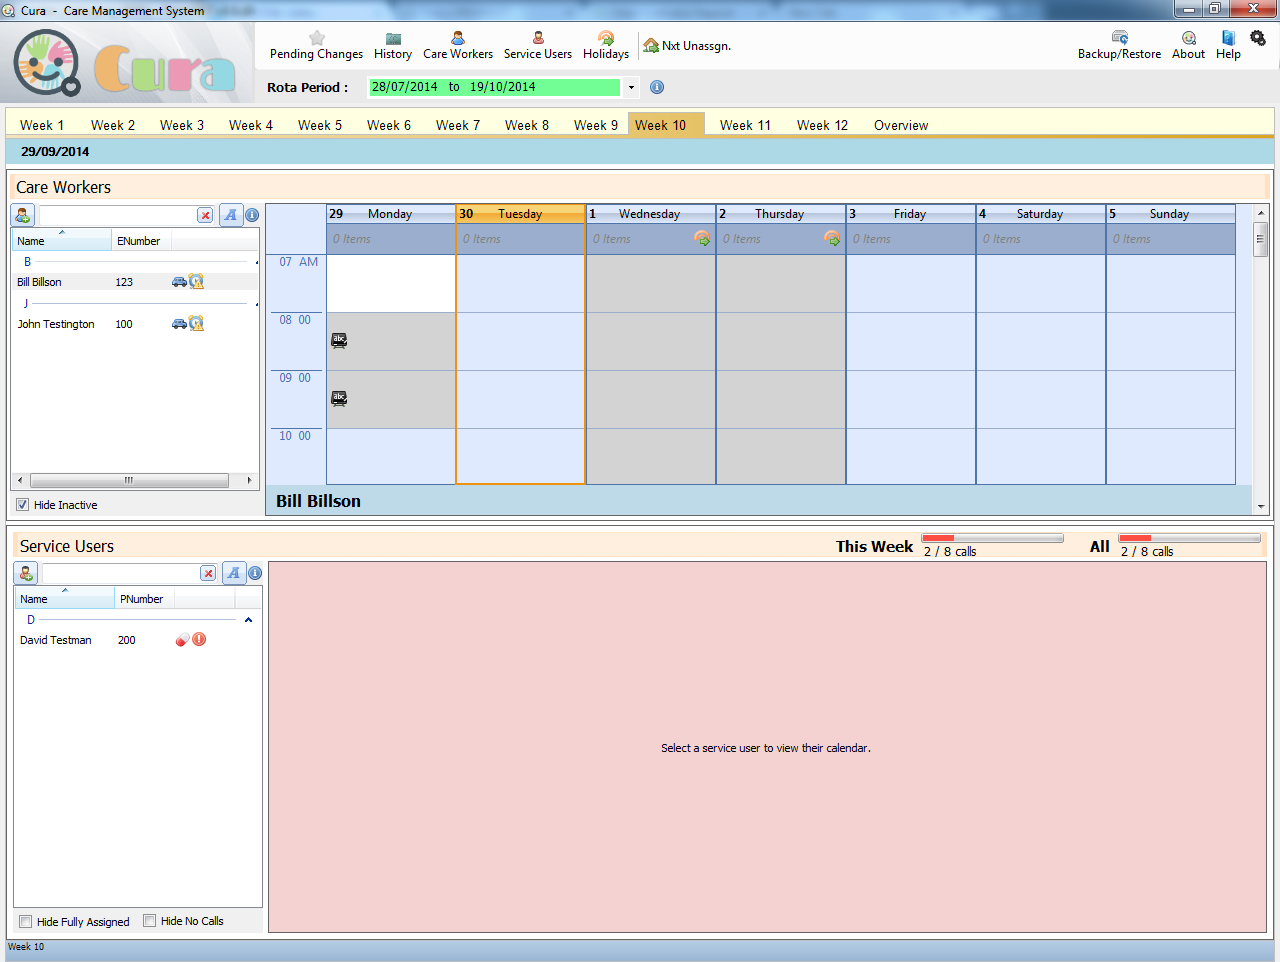 Cura - Care Management System
Cura
Pending Changes History Care Workers Service Users Holidays Nxt Unassgn. Backup/Restore About Help
Rota Period : 28/07/2014 to 19/10/2014
Week 1 Week 2 Week 3 Week 4 Week 5 Week 6 Week 7 Week 8 Week 9 Week 10 Week 11 Week 12 Overview
29/09/2014
Care Workers
A
29 Monday 30 Tuesday 1 Wednesday 2 Thursday 3 Friday 4 Saturday 5 Sunday
Name ENumber
0 Items 0 Items 0 Items 0 Items 0 Items 0 Items 0 Items
B
07 AM
Bill Billson 123
J
John Testington 100
08 00
abc
09 00
abc
10 00
Hide Inactive
Bill Billson
Service Users
This Week 2 / 8 calls All 2 / 8 calls
A
Name PNumber
D
David Testman 200
Select a service user to view their calendar.
Hide Fully Assigned Hide No Calls
Week 10